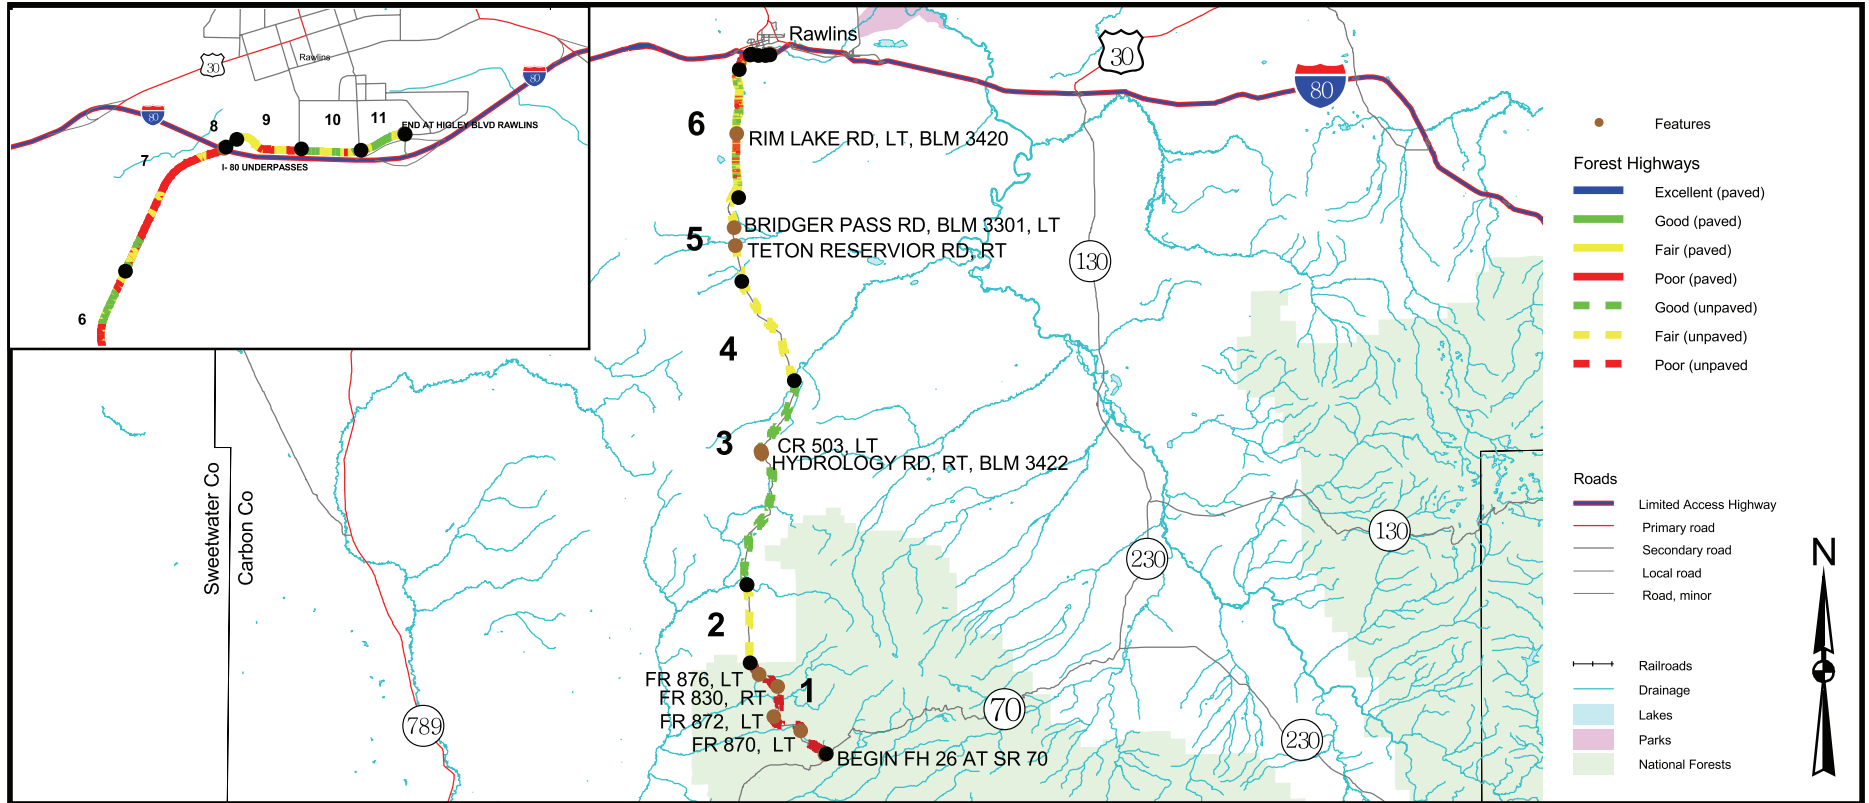 30
Rawlins
80
80
8
9
10
11
END AT HIGLEY BLVD RAWLINS
7
I- 80 UNDERPASSES
6
Rawlins
30
80
6
RIM LAKE RD, LT, BLM 3420
BRIDGER PASS RD, BLM 3301, LT
5
TETON RESERVIOR RD, RT
130
4
3
CR 503, LT
HYDROLOGY RD, RT, BLM 3422
Sweetwater Co
Carbon Co
130
230
2
FR 876, LT
1
FR 830, RT
FR 872, LT
FR 870, LT
BEGIN FH 26 AT SR 70
789
70
230
Features
Forest Highways
Excellent (paved)
Good (paved)
Fair (paved)
Poor (paved)
Good (unpaved)
Fair (unpaved)
Poor (unpaved
Roads
Limited Access Highway
Primary road
Secondary road
Local road
Road, minor
Railroads
Drainage
Lakes
Parks
National Forests
N